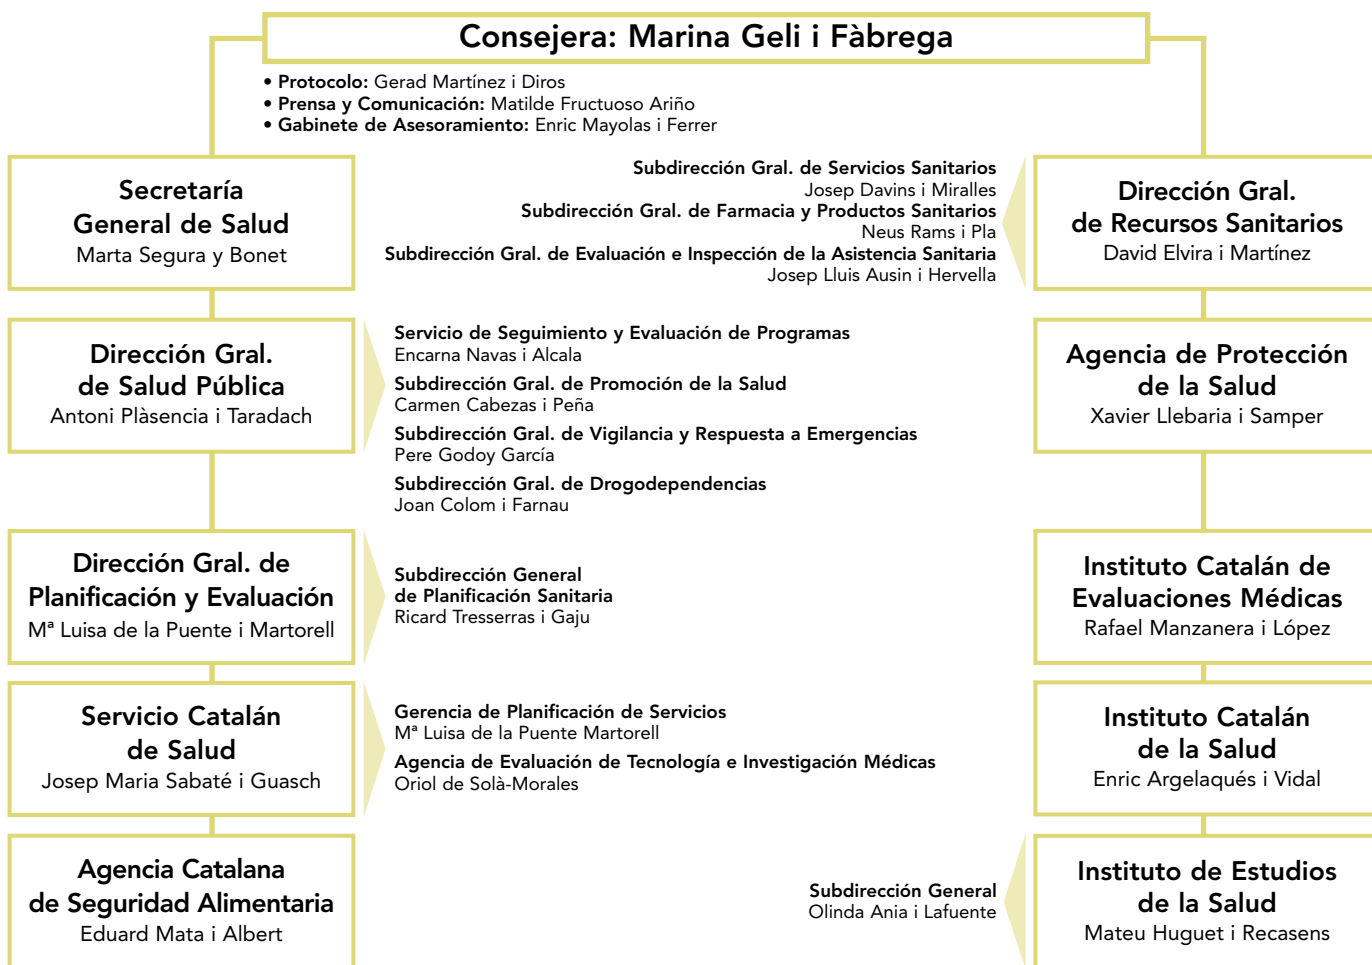 Consejera: Marina Geli i Fàbrega
• Protocolo: Gerad Martínez i Diros
• Prensa y Comunicación: Matilde Fructuoso Ariño
• Gabinete de Asesoramiento: Enric Mayolas i Ferrer
Secretaría
General de Salud
Marta Segura y Bonet
Subdirección Gral. de Servicios Sanitarios
Josep Davins i Miralles
Subdirección Gral. de Farmacia y Productos Sanitarios
Neus Rams i Pla
Subdirección Gral. de Evaluación e Inspección de la Asistencia Sanitaria
Josep Lluis Ausin i Hervella
Dirección Gral.
de Recursos Sanitarios
David Elvira i Martínez
Dirección Gral.
de Salud Pública
Antoni Plàsencia i Taradach
Servicio de Seguimiento y Evaluación de Programas
Encarna Navas i Alcala
Subdirección Gral. de Promoción de la Salud
Carmen Cabezas i Peña
Subdirección Gral. de Vigilancia y Respuesta a Emergencias
Pere Godoy García
Subdirección Gral. de Drogodependencias
Joan Colom i Farnau
Agencia de Protección
de la Salud
Xavier Llebaria i Samper
Dirección Gral. de
Planificación y Evaluación
Mª Luisa de la Puente i Martorell
Subdirección General
de Planificación Sanitaria
Ricard Tresserras i Gaju
Instituto Catalán de
Evaluaciones Médicas
Rafael Manzanera i López
Servicio Catalán
de Salud
Josep Maria Sabaté i Guasch
Gerencia de Planificación de Servicios
Mª Luisa de la Puente Martorell
Agencia de Evaluación de Tecnología e Investigación Médicas
Oriol de Solà-Morales
Instituto Catalán
de la Salud
Enric Argelaqués i Vidal
Agencia Catalana
de Seguridad Alimentaria
Eduard Mata i Albert
Subdirección General
Olinda Ania i Lafuente
Instituto de Estudios
de la Salud
Mateu Huguet i Recasens